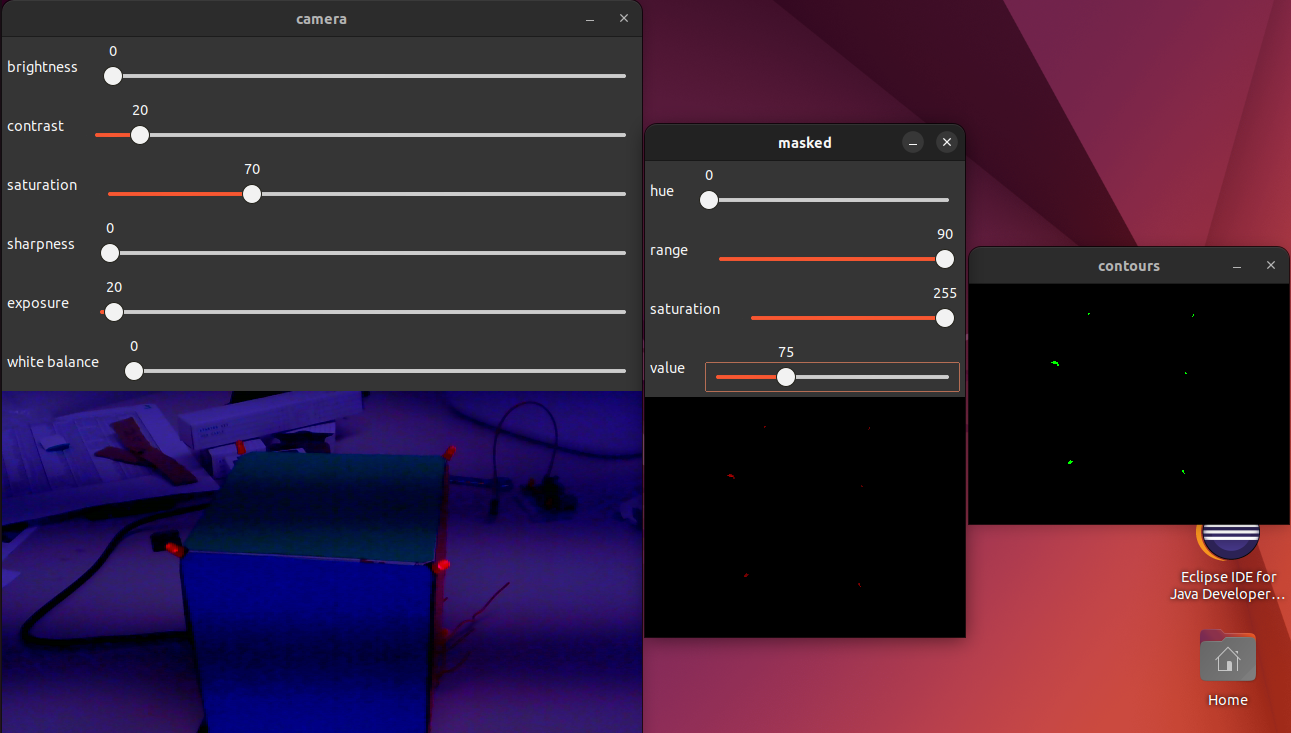 camera
brightness
0
contrast
20
saturation
70
sharpness
0
exposure
20
white balance
0
masked
hue
0
range
90
saturation
255
value
75
contours
Eclipse IDE for
Java Developer…
Home